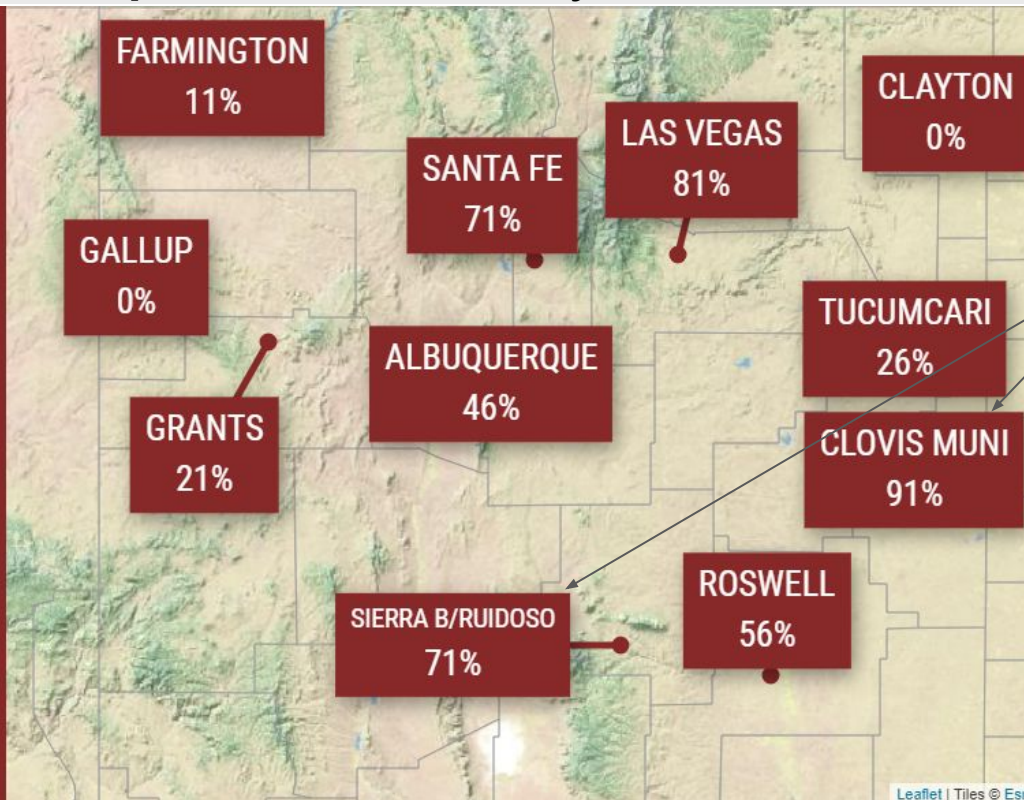 FARMINGTON
11%
CLAYTON
0%
LAS VEGAS
81%
SANTA FE
71%
GALLUP
0%
TUCUMCARI
26%
ALBUQUERQUE
46%
GRANTS
21%
CLOVIS MUNI
91%
ROSWELL
56%
SIERRA B/RUIDOSO
71%
Leaflet | Tiles © Esr